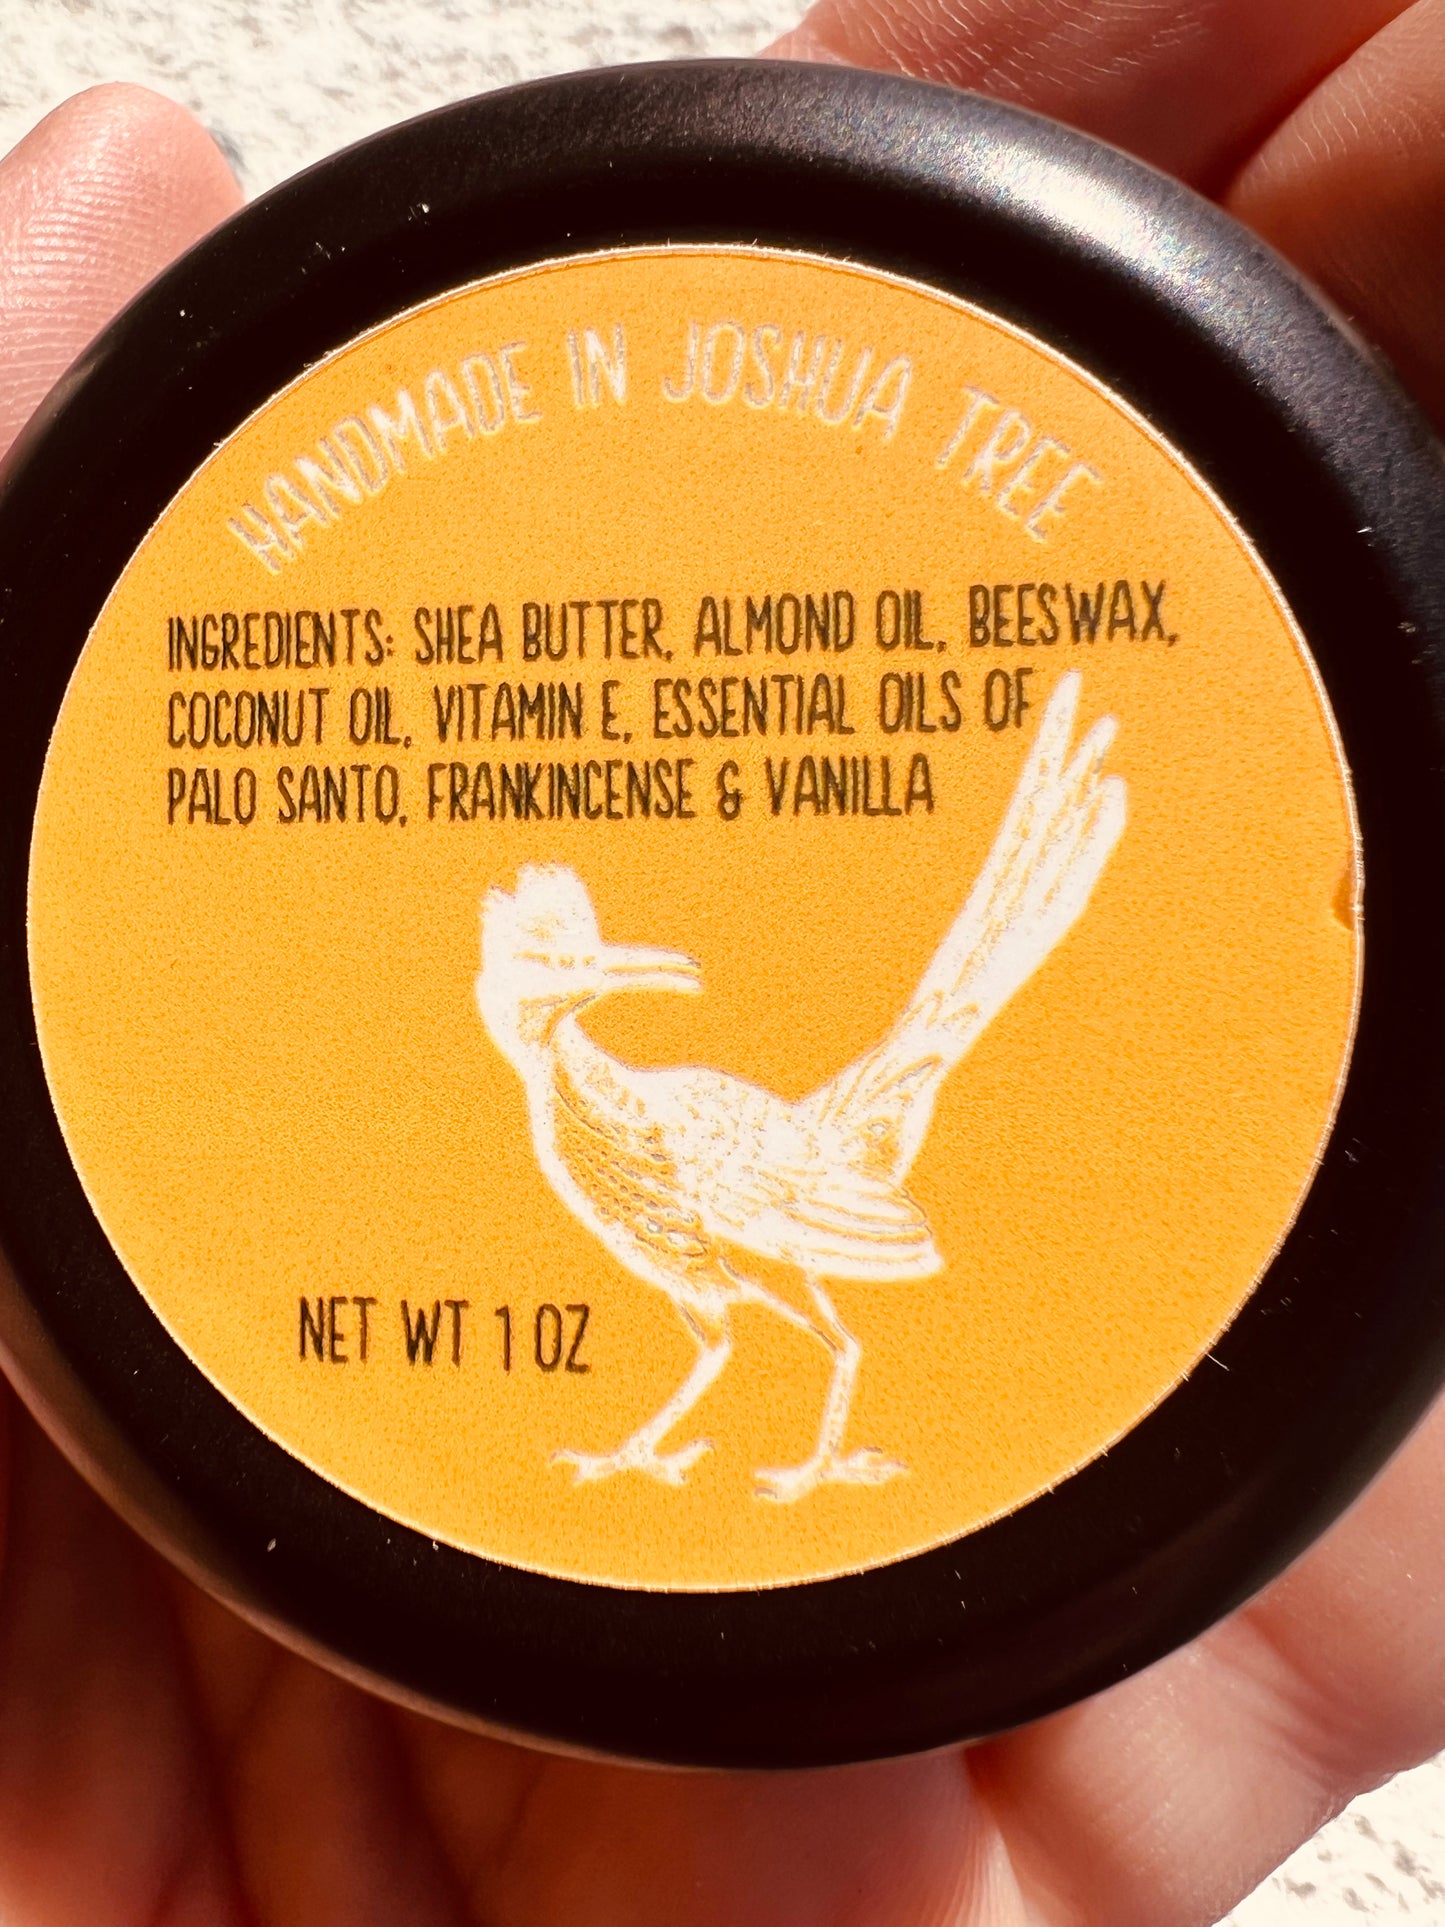 HANDMADE IN JOSHUA TREE
INGREDIENTS: SHEA BUTTER, ALMOND OIL, BEESWAX,
COCONUT OIL, VITAMIN E, ESSENTIAL OILS OF
PALO SANTO, FRANKINCENSE & VANILLA
NET WT 1 OZ